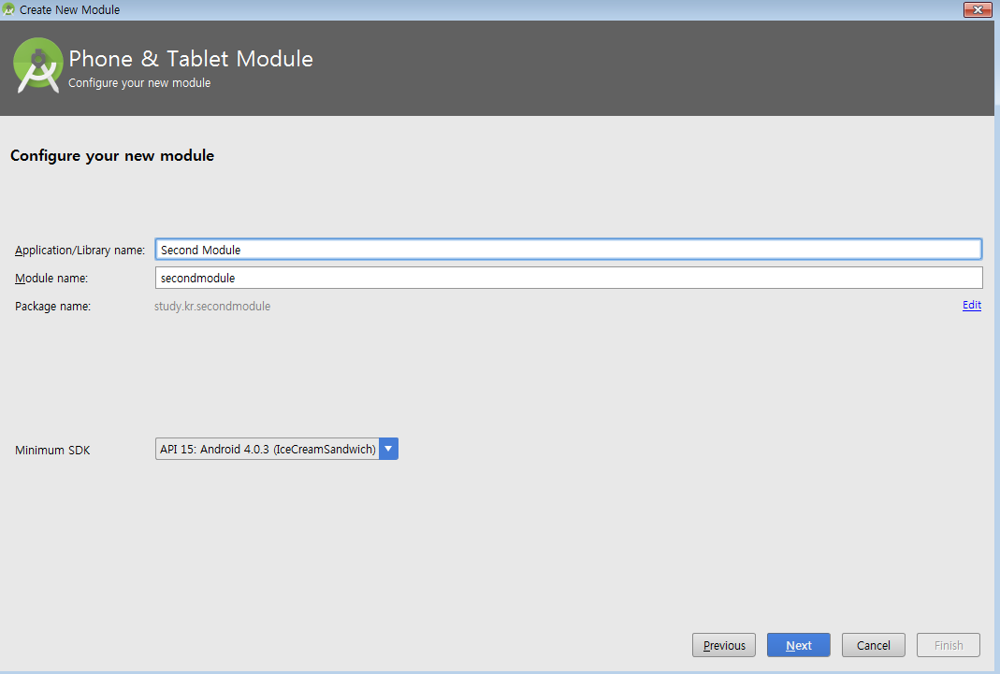 Create New Module
Phone & Tablet Module
Configure your new module
Configure your new module
Application/Library name: Second Module
Module name: secondmodule
Package name: study.kr.secondmodule Edit
Minimum SDK API 15: Android 4.0.3 (IceCreamSandwich)
Previous Next Cancel Finish